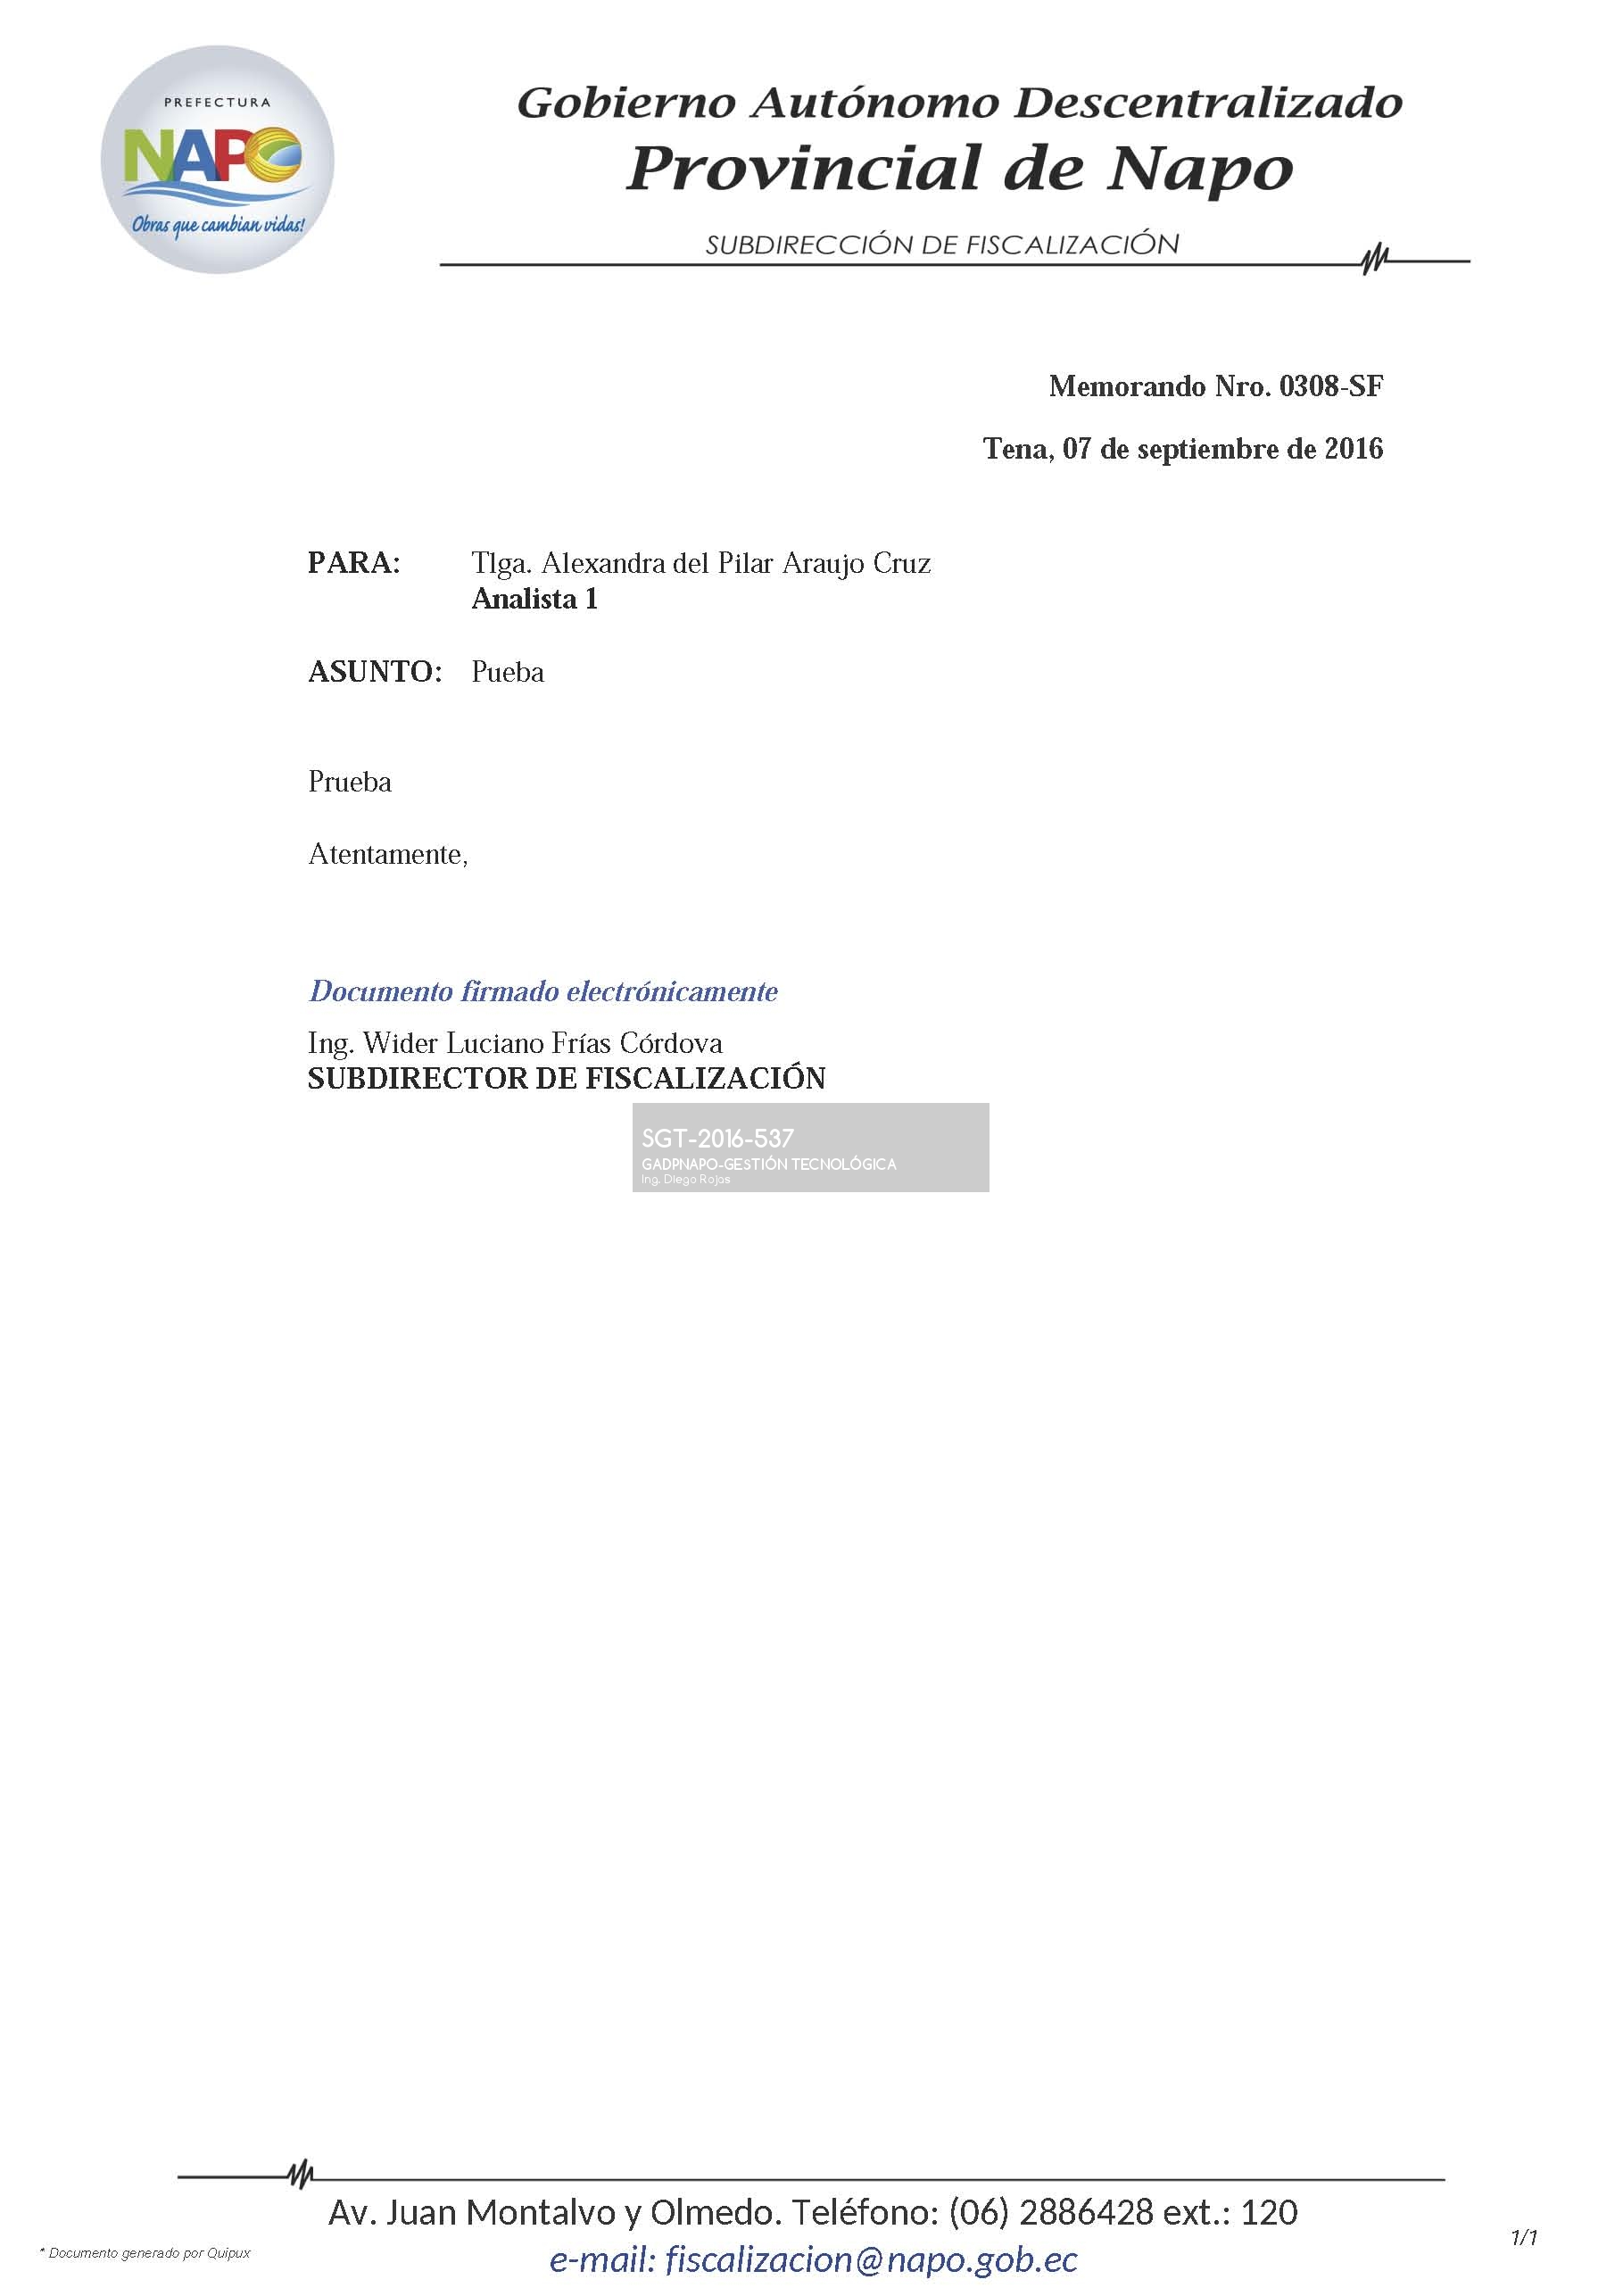 PREFECTURA
NAPO
Obras que cambian vidas!
Gobierno Autónomo Descentralizado
Provincial de Napo
SUBDIRECCIÓN DE FISCALIZACIÓN
Memorando Nro. 0308-SF
Tena, 07 de septiembre de 2016
PARA: Tlga. Alexandra del Pilar Araujo Cruz
Analista 1
ASUNTO: Pueba
Prueba
Atentamente,
Documento firmado electrónicamente
Ing. Wider Luciano Frías Córdova
SUBDIRECTOR DE FISCALIZACIÓN
SGT-2016-537
GADPNAPO-GESTIÓN TECNOLÓGICA
Ing. Diego Rojas
Av. Juan Montalvo y Olmedo. Teléfono: (06) 2886428 ext.: 120
e-mail: fiscalizacion@napo.gob.ec
* Documento generado por Quipux
1/1